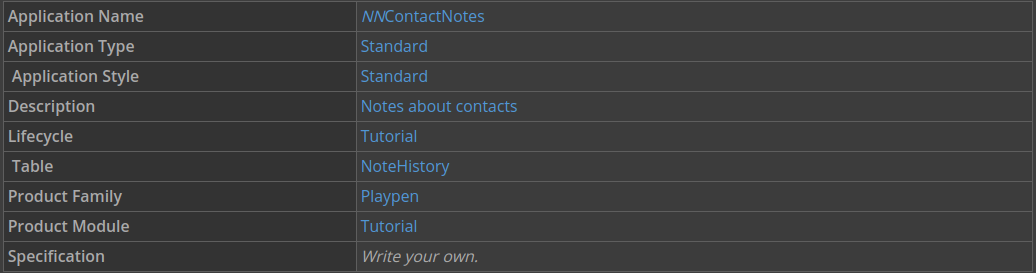 Application Name NNContactNotes
Application Type Standard
Application Style Standard
Description Notes about contacts
Lifecycle Tutorial
Table NoteHistory
Product Family Playpen
Product Module Tutorial
Specification Write your own.